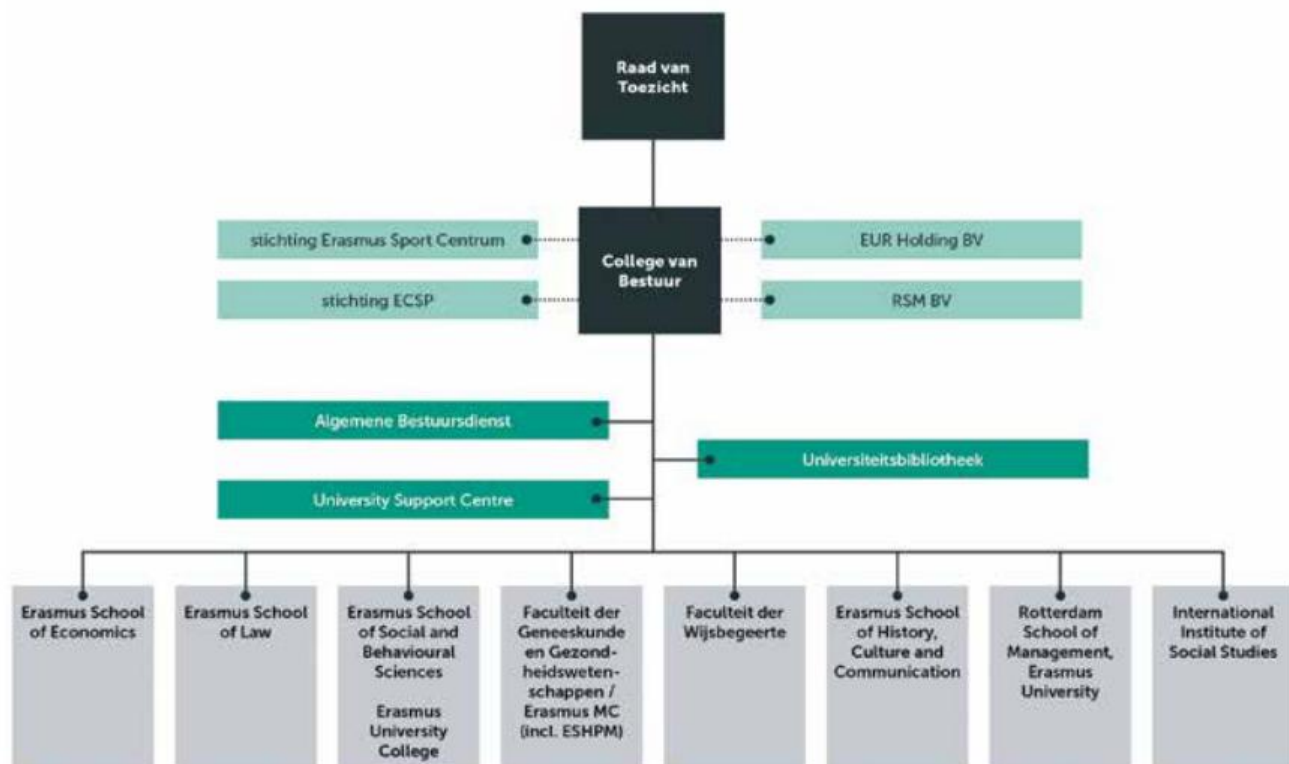 Raad van
Toezicht
stichting Erasmus Sport Centrum
EUR Holding BV
College van
Bestuur
stichting ECSP
RSM BV
Algemene Bestuursdienst
Universiteitsbibliotheek
University Support Centre
Erasmus School
of Economics
Erasmus School
of Law
Erasmus School
of Social and
Behavioural
Sciences
Erasmus
University
College
Faculteit der
Geneeskunde
en Gezond-
heidsweten-
schappen /
Erasmus MC
(incl. ESHPM)
Faculteit der
Wijsbegeerte
Erasmus School
of History,
Culture and
Communication
Rotterdam
School of
Management,
Erasmus
University
International
Institute of
Social Studies